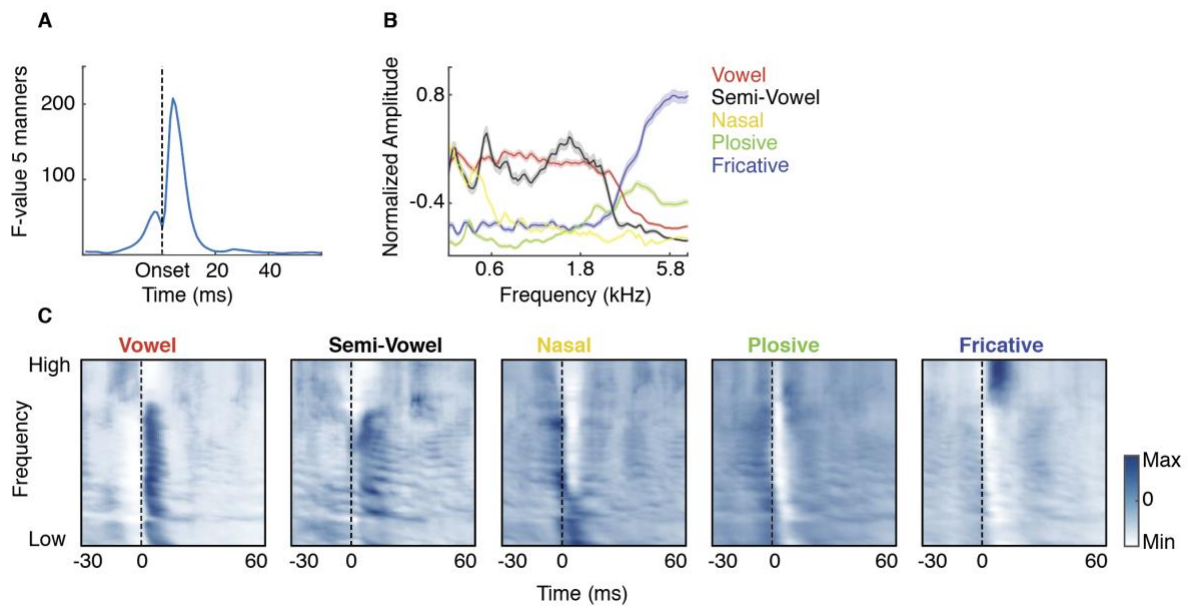 A
F-value 5 manners
200
100
Onset 20 40
Time (ms)
B
Normalized Amplitude
0.8
-0.4
0.6 1.8 5.8
Frequency (kHz)
Vowel
Semi-Vowel
Nasal
Plosive
Fricative
C
Frequency
High
Low
Vowel
-30 0 60
Semi-Vowel
-30 0 60
Nasal
-30 0 60
Plosive
-30 0 60
Fricative
-30 0 60
Time (ms)
Max
0
Min